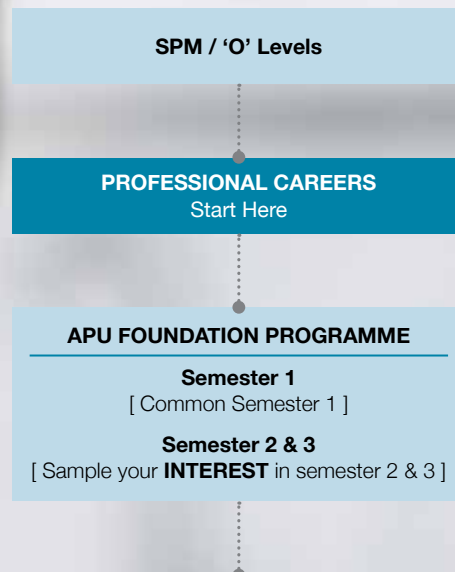 SPM / ‘O’ Levels
PROFESSIONAL CAREERS
Start Here
APU FOUNDATION PROGRAMME
Semester 1
[ Common Semester 1 ]
Semester 2 & 3
[ Sample your INTEREST in semester 2 & 3 ]